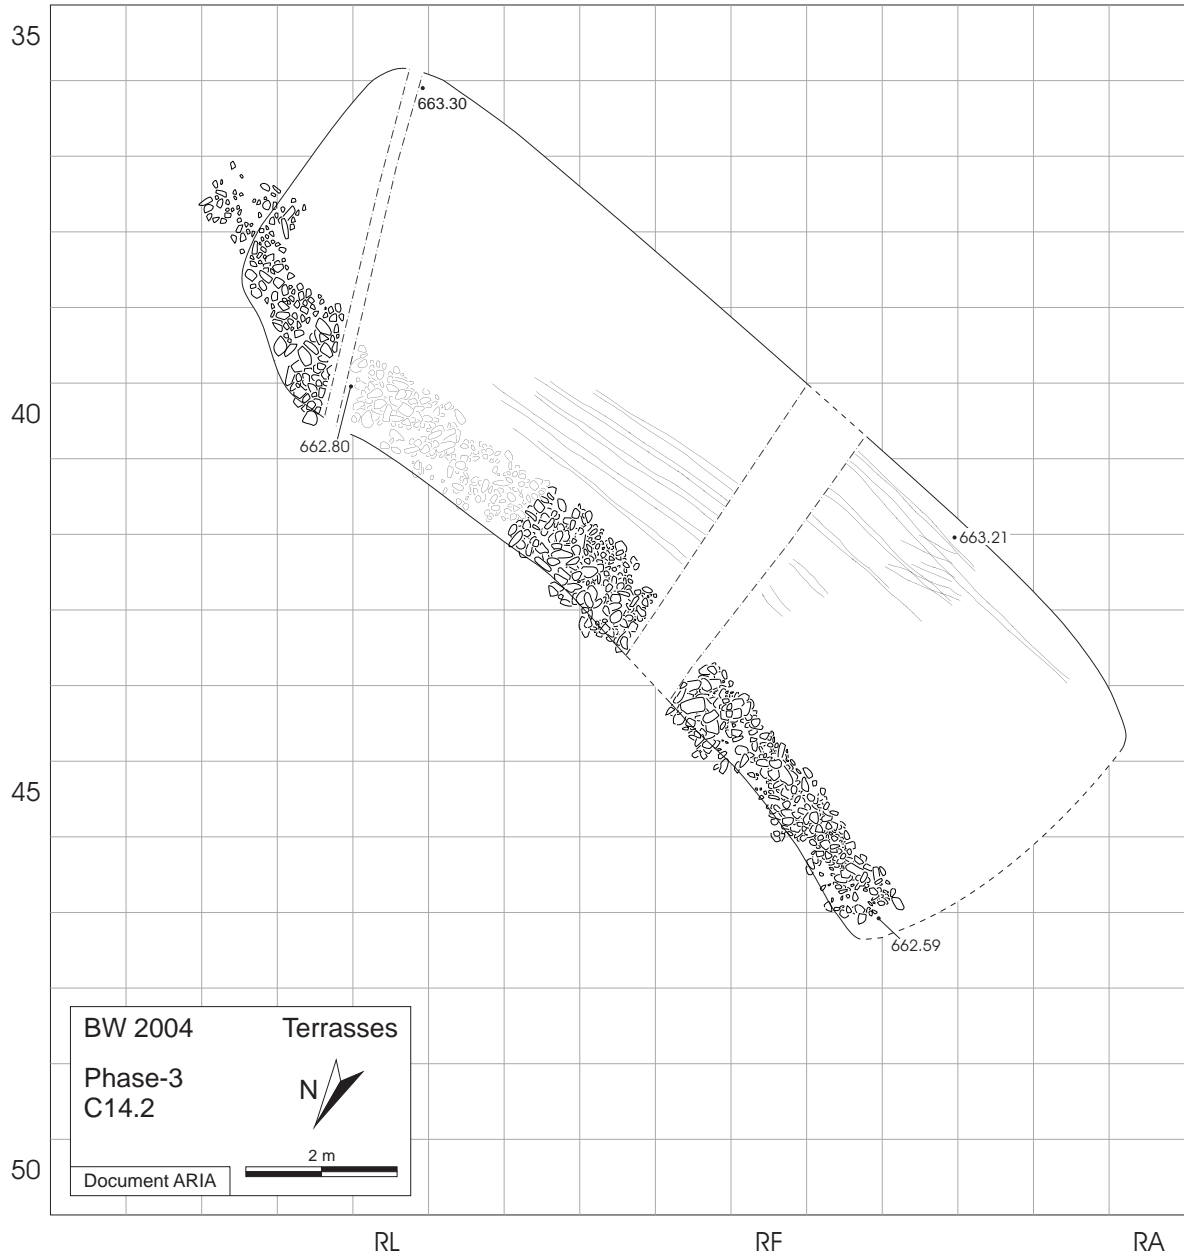 35
663.30
40
662.80
663.21
45
662.59
BW 2004 Terrasses
Phase-3
C14.2
N
2 m
Document ARIA
50
RL RF RA